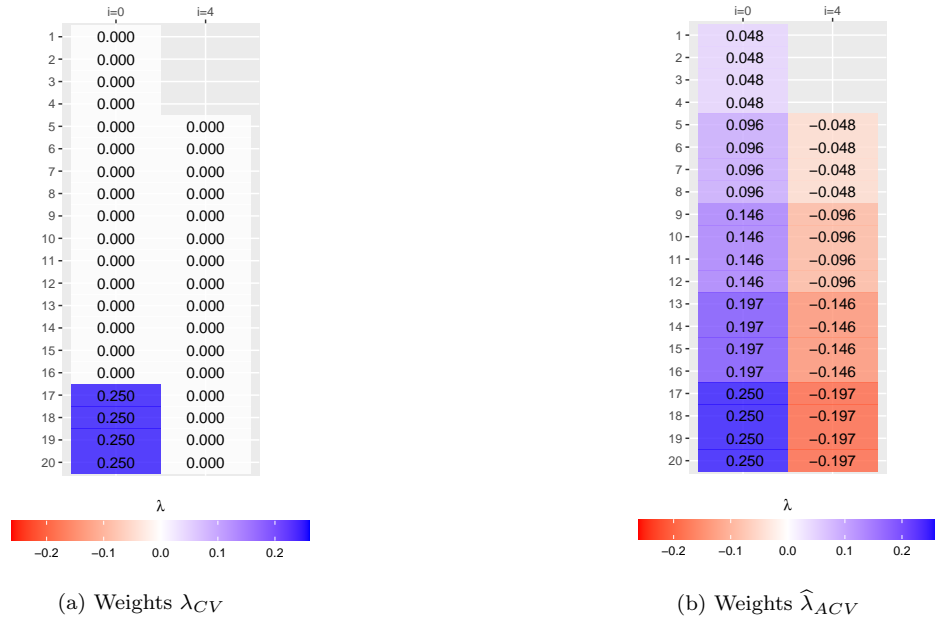 i=0 i=4
1 0.000
2 0.000
3 0.000
4 0.000
5 0.000 0.000
6 0.000 0.000
7 0.000 0.000
8 0.000 0.000
9 0.000 0.000
10 0.000 0.000
11 0.000 0.000
12 0.000 0.000
13 0.000 0.000
14 0.000 0.000
15 0.000 0.000
16 0.000 0.000
17 0.250 0.000
18 0.250 0.000
19 0.250 0.000
20 0.250 0.000
λ
−0.2 −0.1 0.0 0.1 0.2
(a) Weights λ_{CV}
i=0 i=4
1 0.048
2 0.048
3 0.048
4 0.048
5 0.096 −0.048
6 0.096 −0.048
7 0.096 −0.048
8 0.096 −0.048
9 0.146 −0.096
10 0.146 −0.096
11 0.146 −0.096
12 0.146 −0.096
13 0.197 −0.146
14 0.197 −0.146
15 0.197 −0.146
16 0.197 −0.146
17 0.250 −0.197
18 0.250 −0.197
19 0.250 −0.197
20 0.250 −0.197
λ
−0.2 −0.1 0.0 0.1 0.2
(b) Weights λ̂_{ACV}